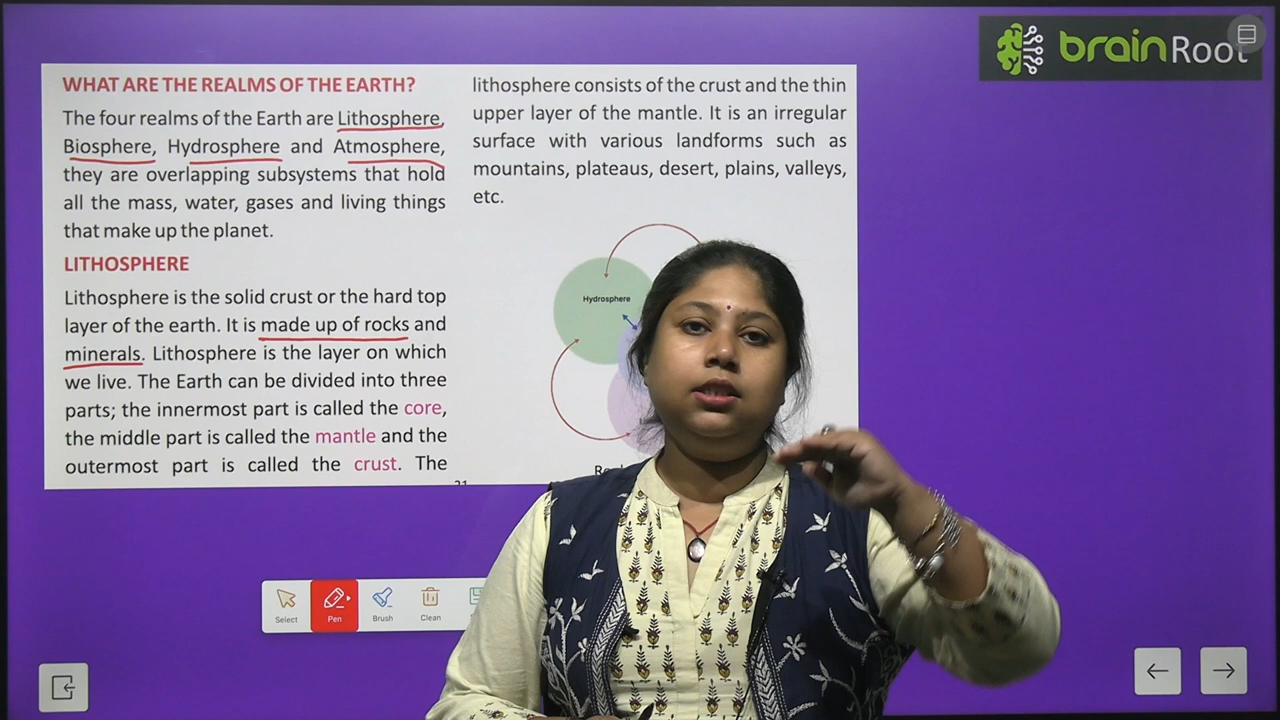 brainRoot
WHAT ARE THE REALMS OF THE EARTH?
The four realms of the Earth are Lithosphere,
Biosphere, Hydrosphere and Atmosphere,
they are overlapping subsystems that hold
all the mass, water, gases and living things
that make up the planet.
LITHOSPHERE
Lithosphere is the solid crust or the hard top
layer of the earth. It is made up of rocks and
minerals. Lithosphere is the layer on which
we live. The Earth can be divided into three
parts; the innermost part is called the core,
the middle part is called the mantle and the
outermost part is called the crust. The
lithosphere consists of the crust and the thin
upper layer of the mantle. It is an irregular
surface with various landforms such as
mountains, plateaus, desert, plains, valleys,
etc.
Hydrosphere
Select
Pen
Brush
Clean